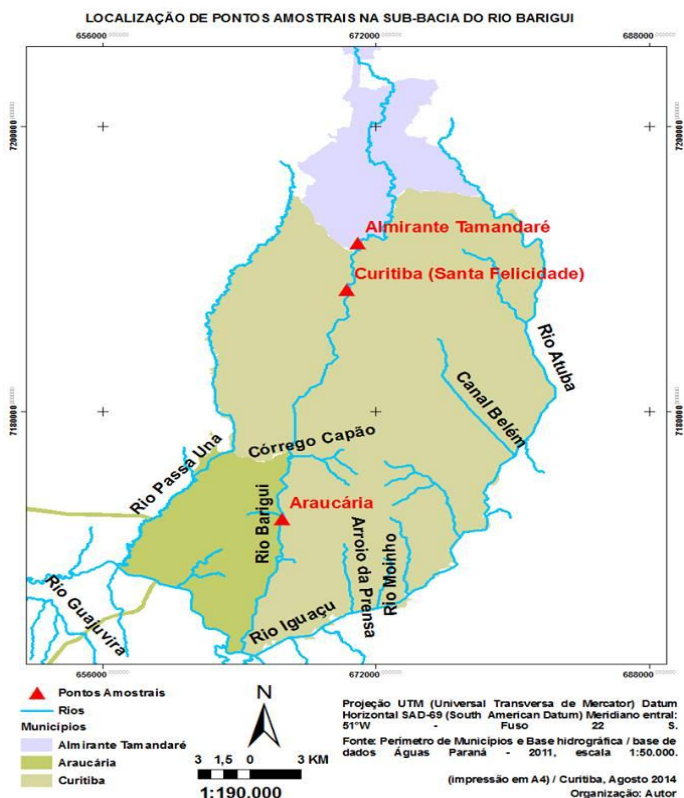 LOCALIZAÇÃO DE PONTOS AMOSTRAIS NA SUB-BACIA DO RIO BARIGUI
656000
672000
688000
7200000
7200000
Almirante Tamandaré
Curitiba (Santa Felicidade)
Rio Atuba
Canal Belém
7180000
7180000
Córrego Capão
Rio Passa Una
Araucária
Rio Barigui
Arroio da Prensa
Rio Moinho
Rio Guajuvira
Rio Iguaçu
656000
672000
688000
Pontos Amostrais
Rios
Municípios
Almirante Tamandaré
Araucária
Curitiba
N
3 1,5 0 3 KM
1:190.000
Projeção UTM (Universal Transversa de Mercator) Datum
Horizontal SAD-69 (South American Datum) Meridiano entral:
51°W - Fuso 22 S.
Fonte: Perímetro de Municípios e Base hidrográfica / base de
dados Águas Paraná - 2011, escala 1:50.000.
(impressão em A4) / Curitiba, Agosto 2014
Organização: Autor